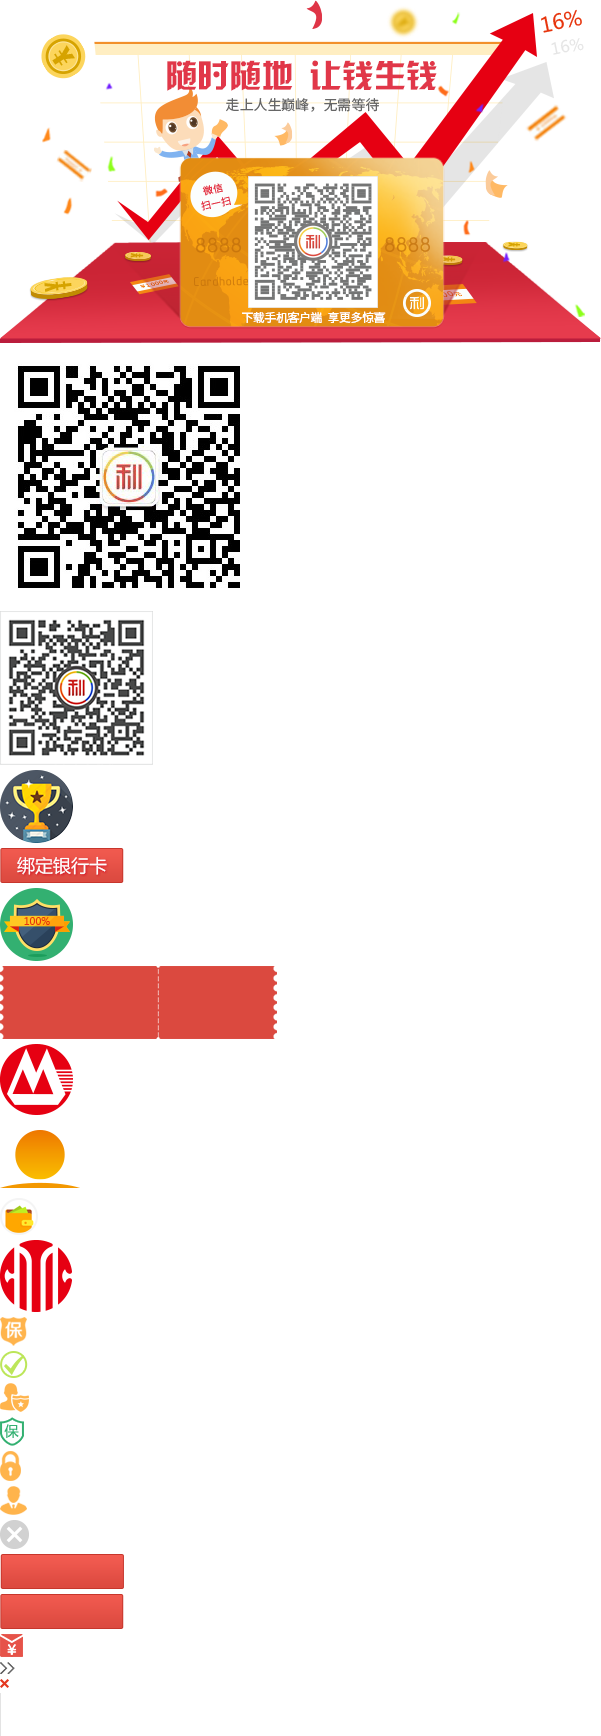 16%
16%
随时随地 让钱生钱
走上人生巅峰，无需等待
微信
扫一扫
利
8888
8888
Cardholde
利
下载手机客户端 享更多惊喜
利
利
绑定银行卡
100%
保
保
¥